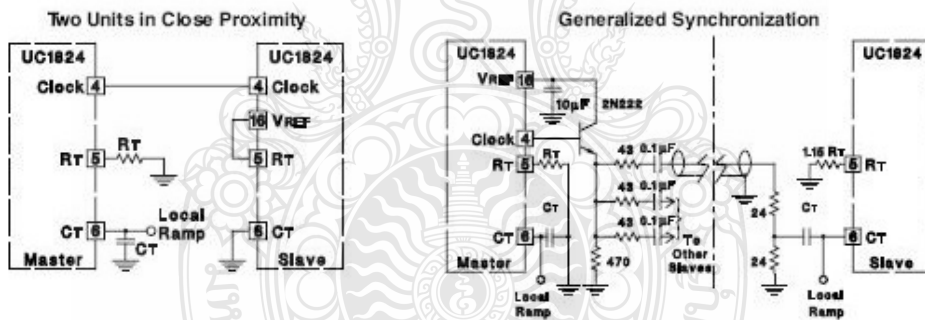 Two Units in Close Proximity
Generalized Synchronization
UC1824
Clock 4
RT 5
CT 6
Master
RT
Local
Ramp
CT
UC1824
4 Clock
16 VREF
5 RT
6 CT
Slave
UC1824
VREF 16
Clock 4
RT 5
CT 6
Master
10µF
2N222
RT
CT
Local
Ramp
43 0.1µF
43 0.1µF
43 0.1µF
470
To
Other
Slaves
24
24
UC1824
1.15 RT
5 RT
CT
6 CT
Slave
Local
Ramp